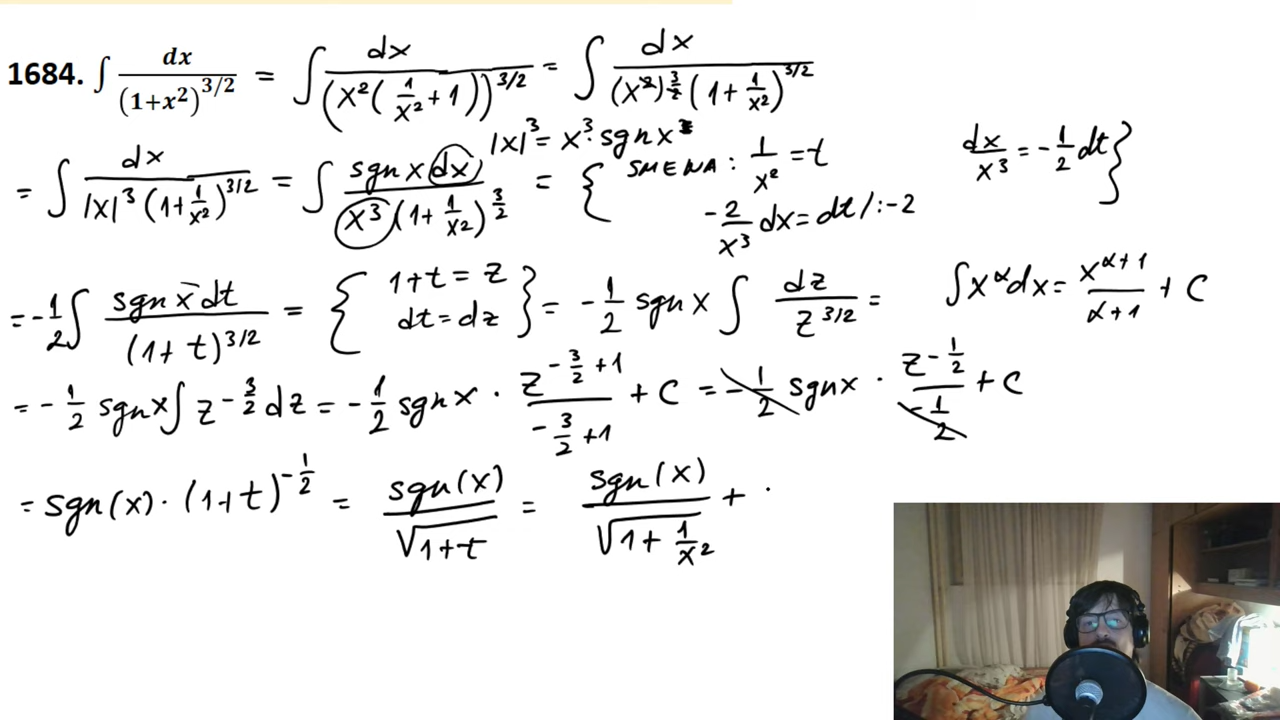 1684. ∫ dx / (1+x²)^3/2 = ∫ dx / (x²(1/x² + 1))^3/2 = ∫ dx / (x²)^3/2 (1 + 1/x²)^3/2
|x|³ = x³ · sgn x
= ∫ dx / |x|³ (1 + 1/x²)^3/2 = ∫ sgn x dx / x³ (1 + 1/x²)^3/2 = { SMENA : 1/x² = t dx/x³ = -1/2 dt }
-2/x³ dx = dt /: -2
= -1/2 ∫ sgn x dt / (1 + t)^3/2 = { 1+t = z dt = dz } = -1/2 sgn x ∫ dz / z^3/2 = ∫ x^α dx = x^α+1 / α+1 + C
= -1/2 sgn x ∫ z^-3/2 dz = -1/2 sgn x · z^-3/2+1 / -3/2+1 + C = -1/2 sgn x · z^-1/2 / -1/2 + C
= sgn(x) · (1+t)^-1/2 = sgn(x) / √1+t = sgn(x) / √1 + 1/x² +